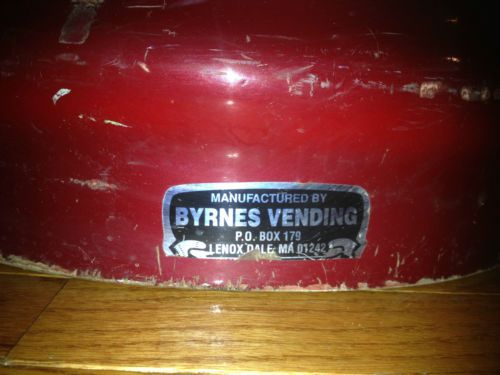 MANUFACTURED BY
BYRNES VENDING
P.O. BOX 179
LENOX DALE, MA 01242